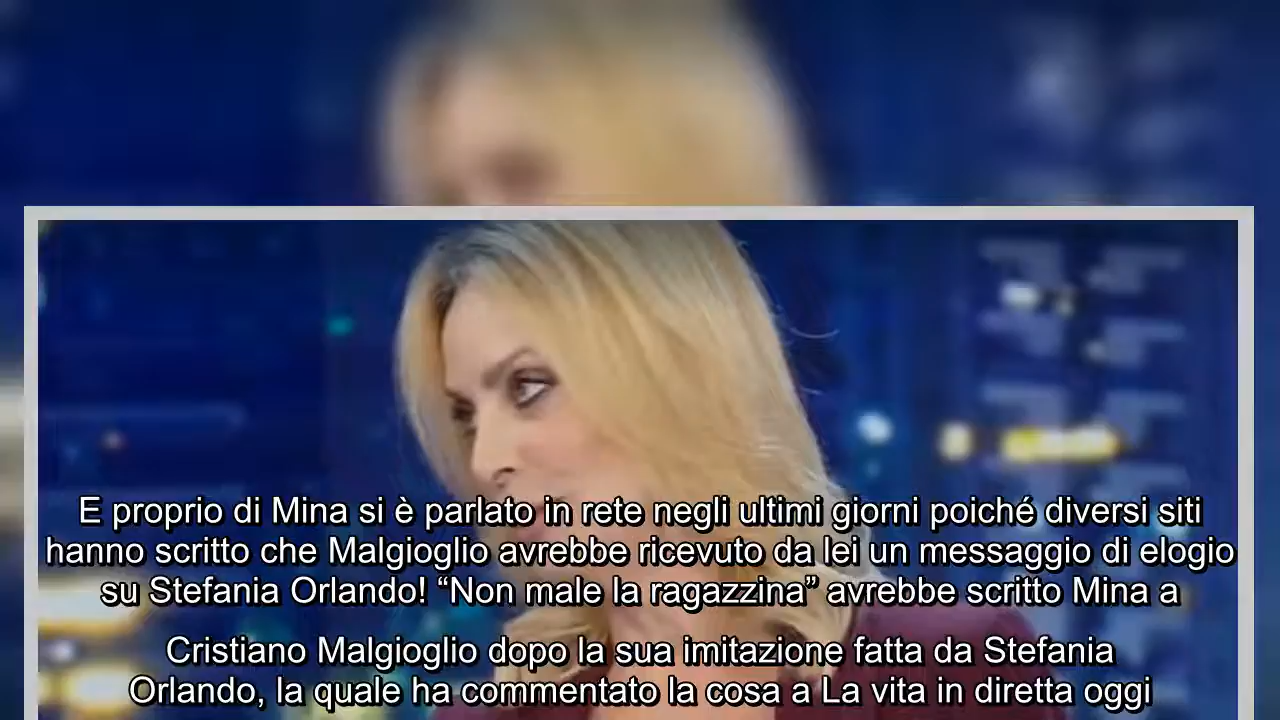 E proprio di Mina si è parlato in rete negli ultimi giorni poiché diversi siti
hanno scritto che Malgioglio avrebbe ricevuto da lei un messaggio di elogio
su Stefania Orlando! “Non male la ragazzina” avrebbe scritto Mina a
Cristiano Malgioglio dopo la sua imitazione fatta da Stefania
Orlando, la quale ha commentato la cosa a La vita in diretta oggi